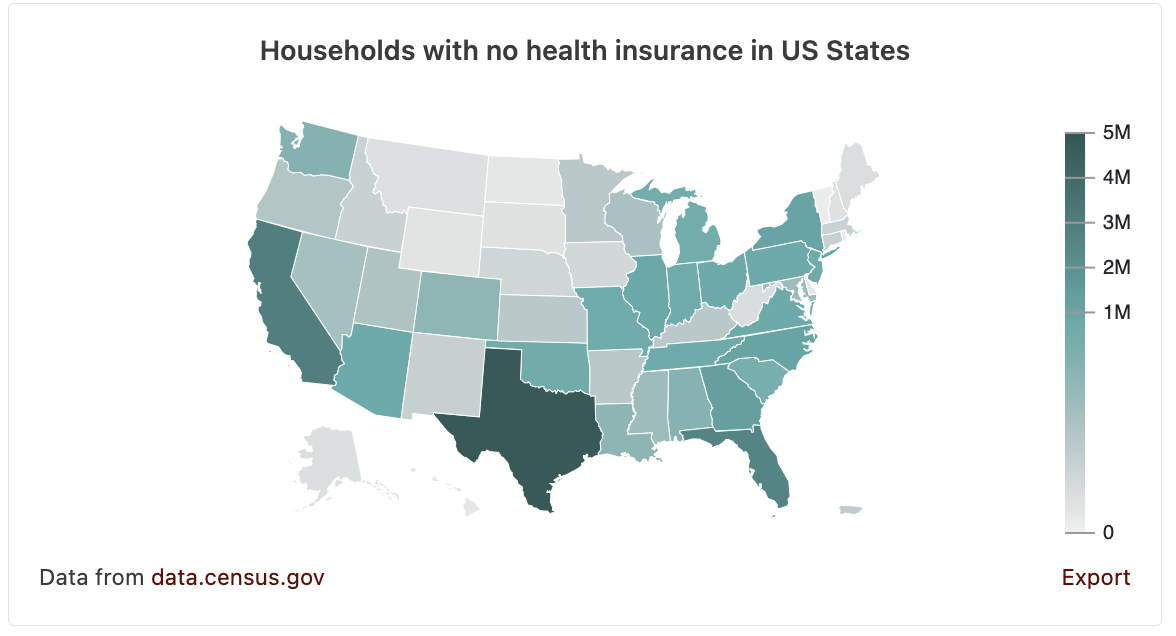 Households with no health insurance in US States
5M
4M
3M
2M
1M
0
Data from data.census.gov
Export